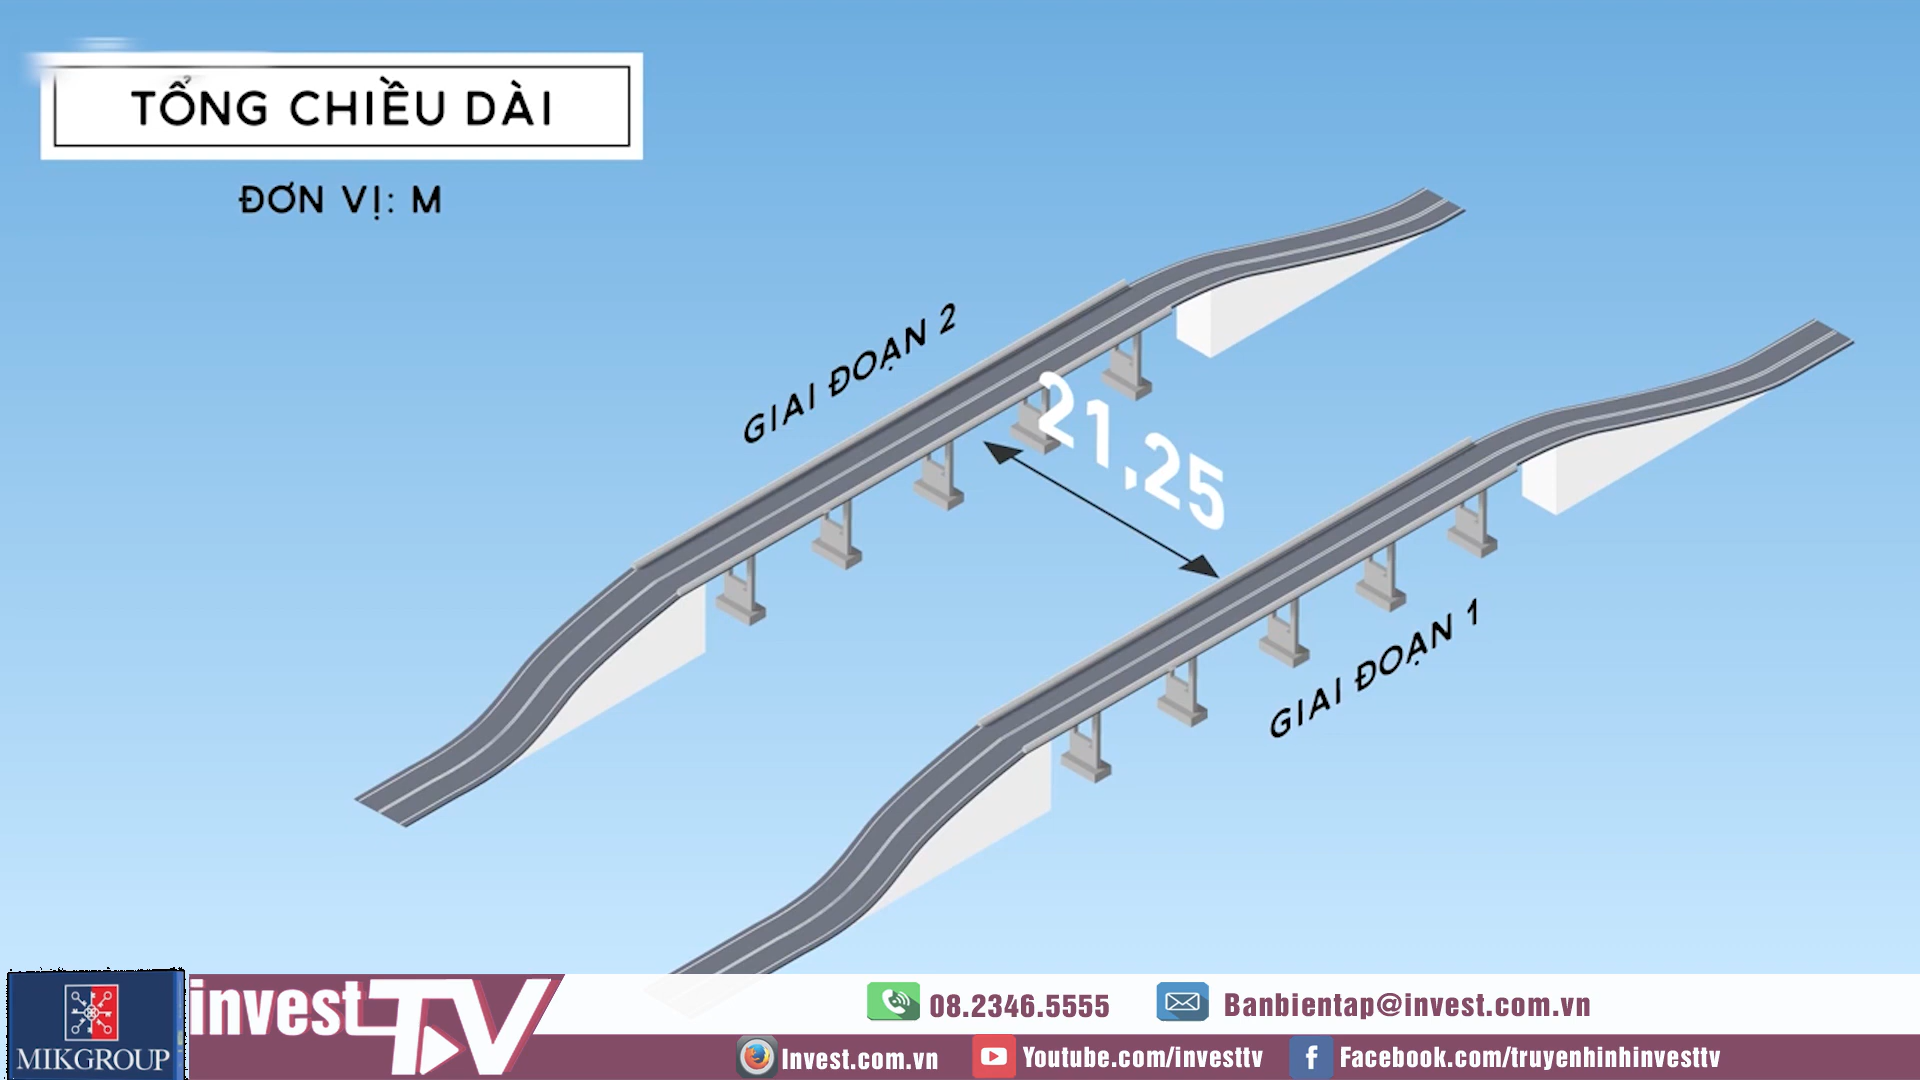 TỔNG CHIỀU DÀI
ĐƠN VỊ: M
GIAI ĐOẠN 2
21,25
GIAI ĐOẠN 1
MIKGROUP
investTV
08.2346.5555
Banbientap@invest.com.vn
Invest.com.vn
Youtube.com/investtv
Facebook.com/truyenhinhinvesttv